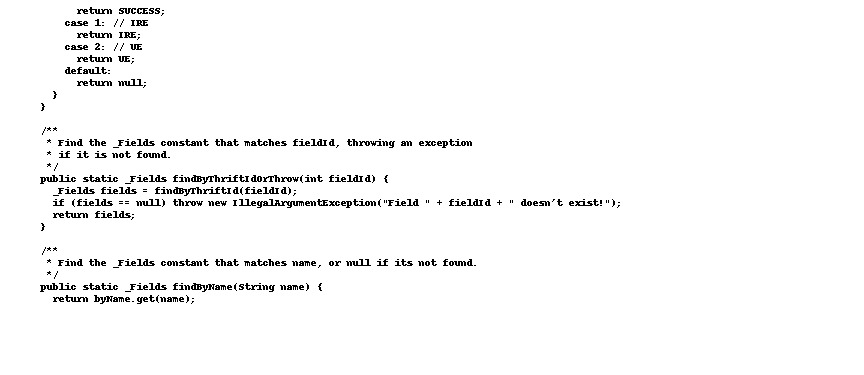 return SUCCESS;
case 1: // IRE
return IRE;
case 2: // UE
return UE;
default:
return null;
}
}
/**
* Find the _Fields constant that matches fieldId, throwing an exception
* if it is not found.
*/
public static _Fields findByThriftIdOrThrow(int fieldId) {
_Fields fields = findByThriftId(fieldId);
if (fields == null) throw new IllegalArgumentException("Field " + fieldId + " doesn't exist!");
return fields;
}
/**
* Find the _Fields constant that matches name, or null if its not found.
*/
public static _Fields findByName(String name) {
return byName.get(name);